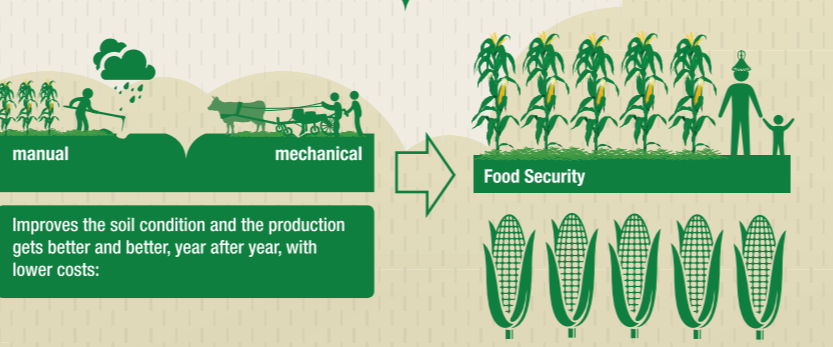 manual
mechanical
Food Security
Improves the soil condition and the production
gets better and better, year after year, with
lower costs: